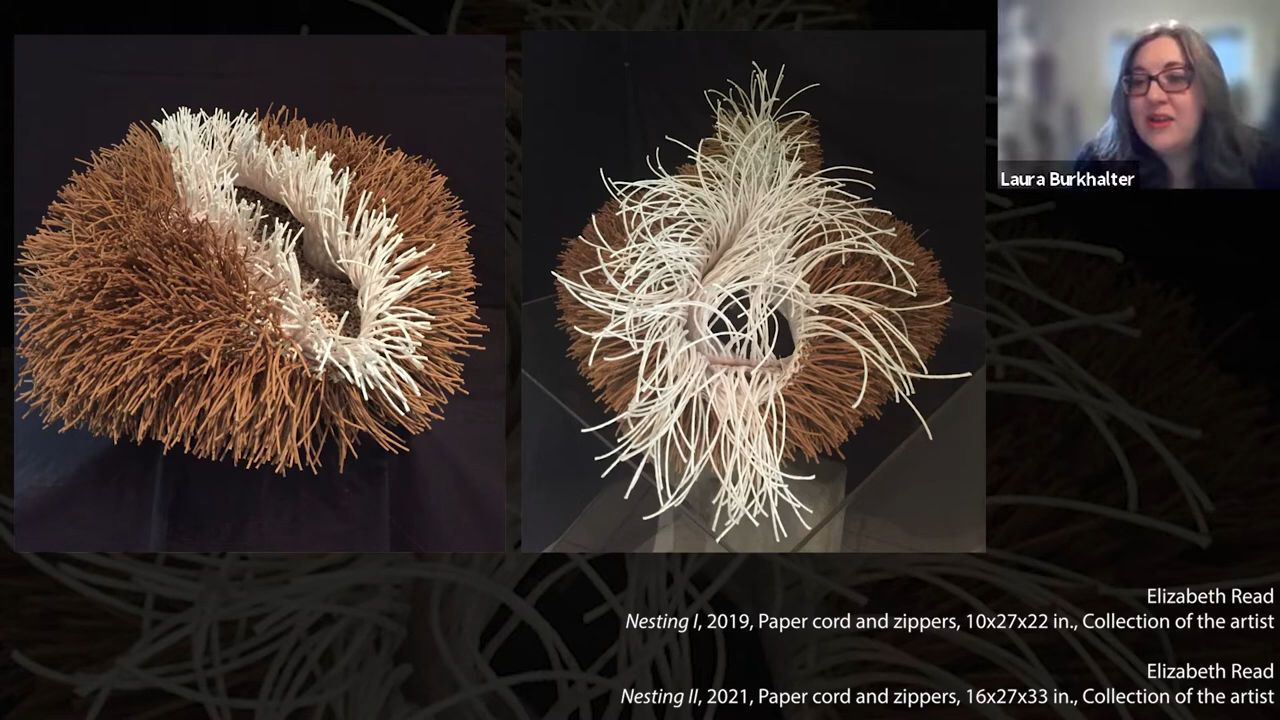 Laura Burkhalter
Elizabeth Read
Nesting I, 2019, Paper cord and zippers, 10x27x22 in., Collection of the artist
Elizabeth Read
Nesting II, 2021, Paper cord and zippers, 16x27x33 in., Collection of the artist